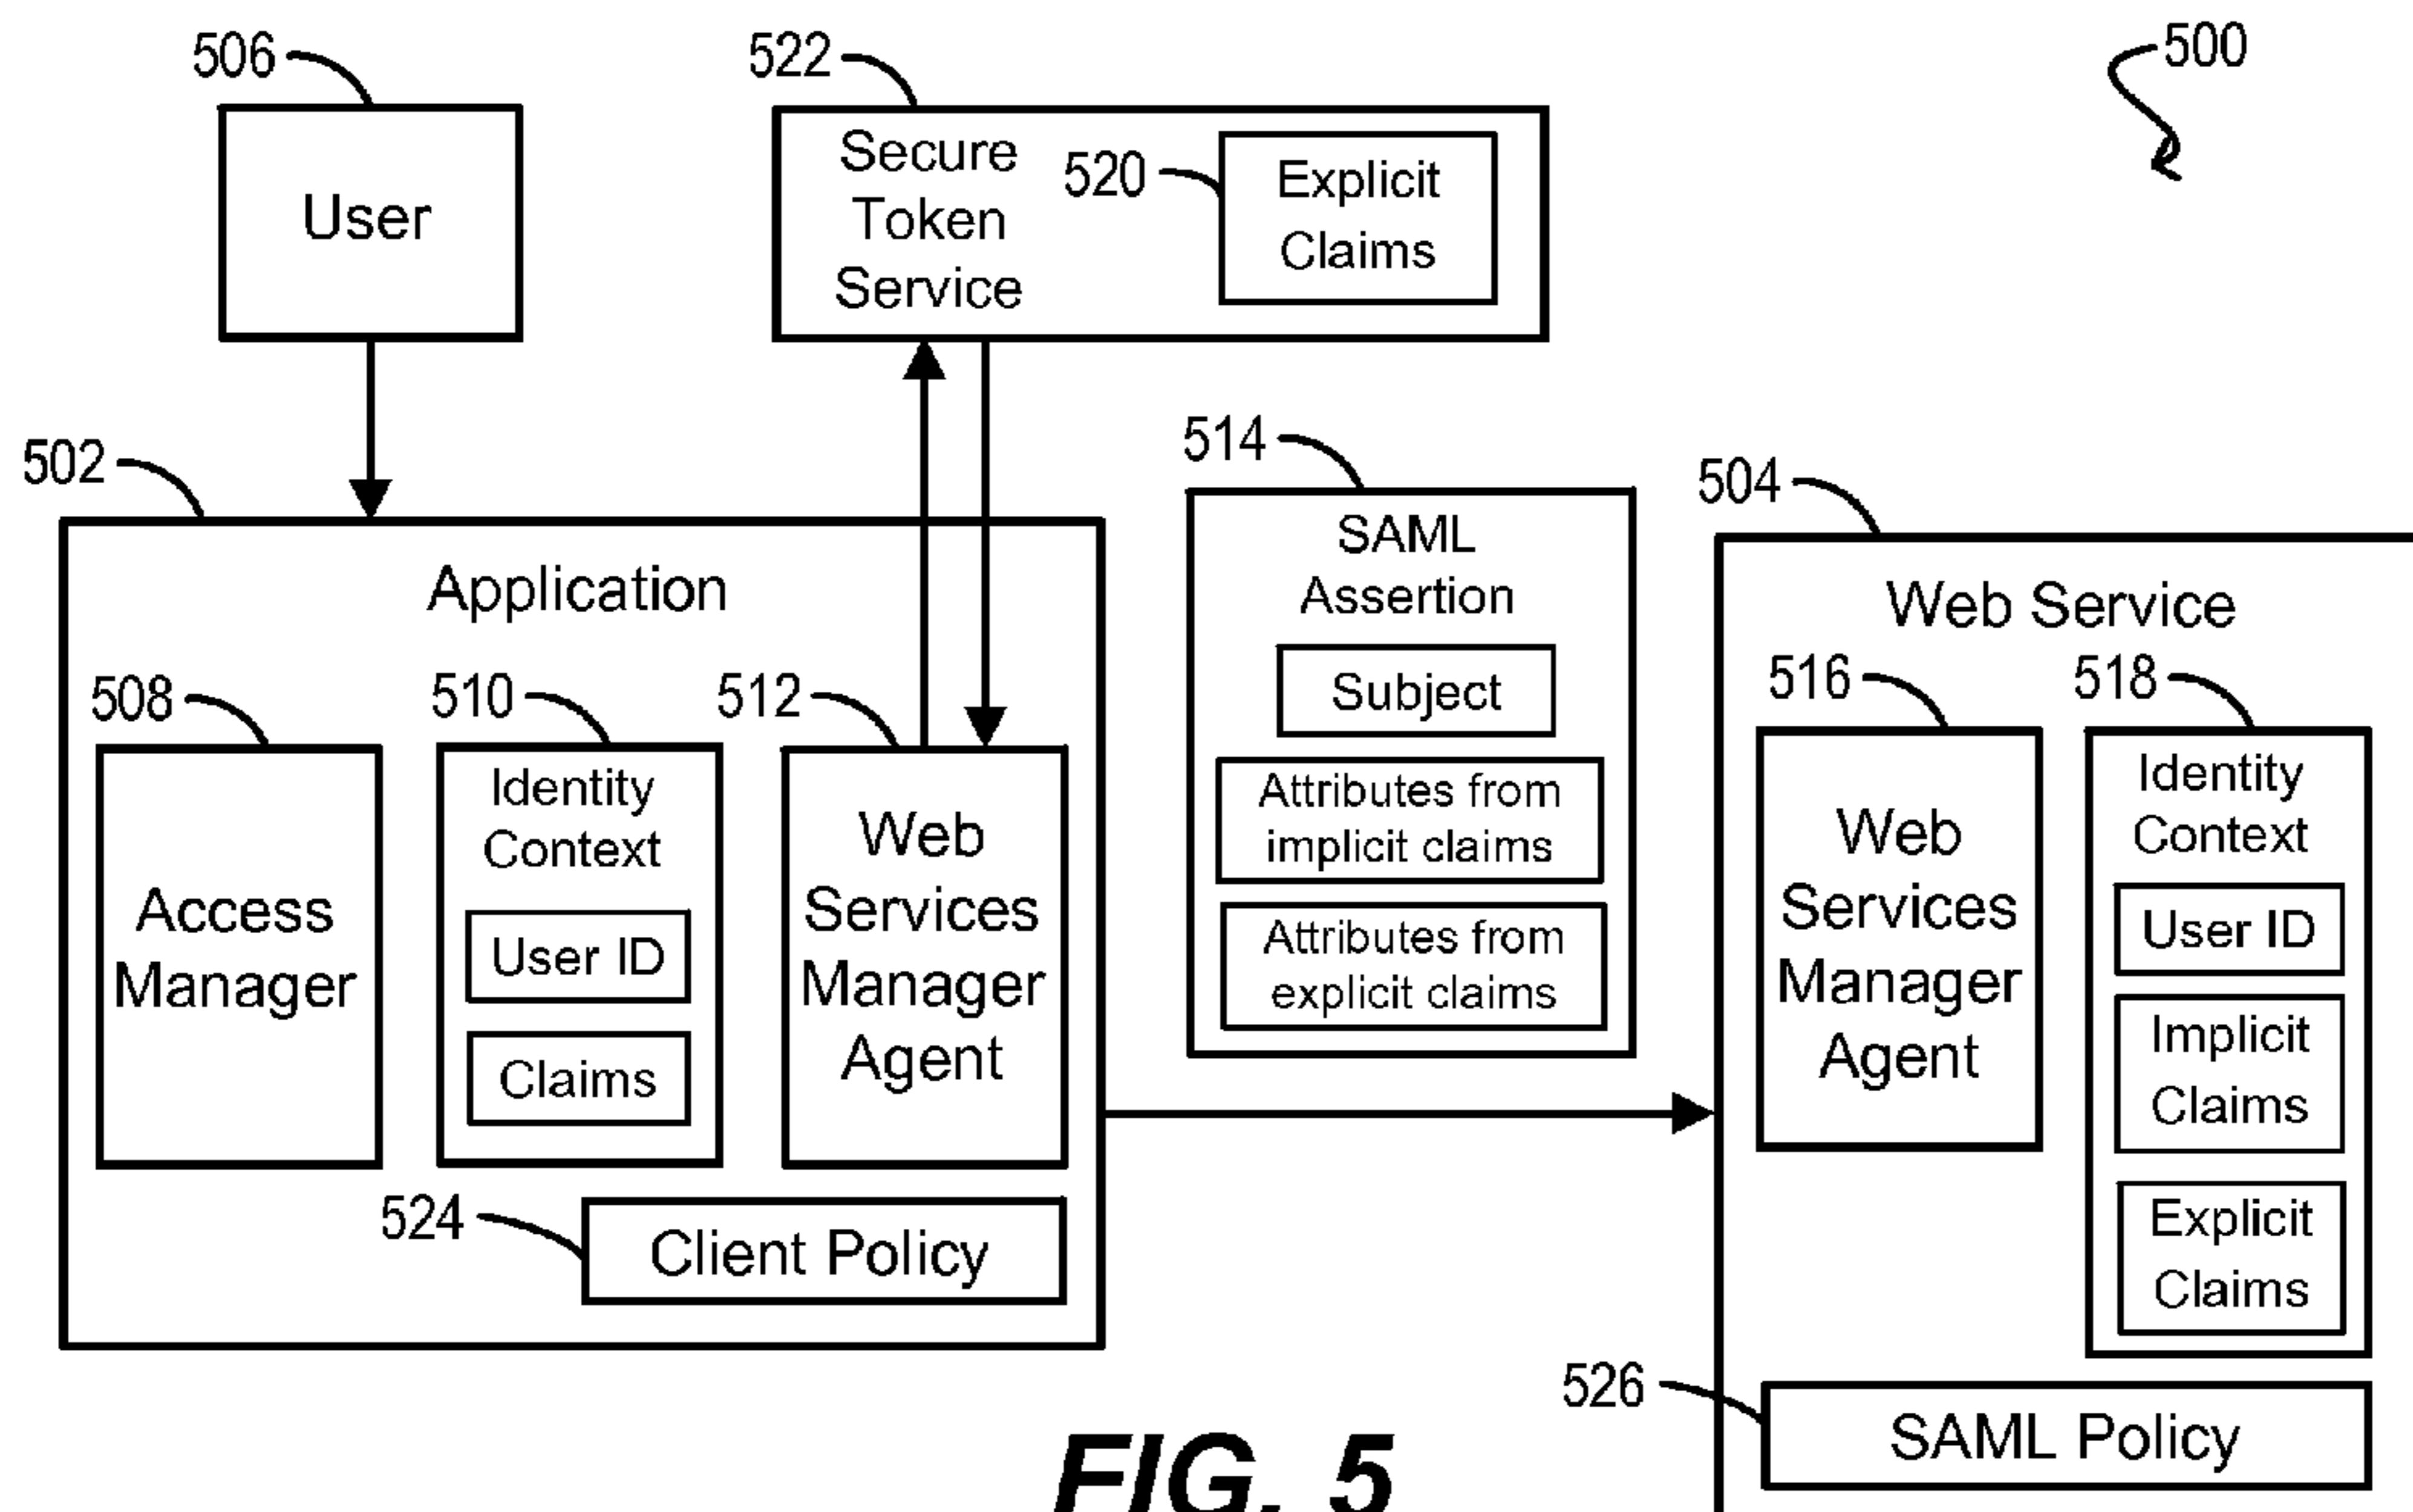 506
522
500
User
Secure
Token
Service
520
Explicit
Claims
502
514
504
Application
508
510
512
Access
Manager
Identity
Context
User ID
Claims
Web
Services
Manager
Agent
524
Client Policy
SAML
Assertion
Subject
Attributes from
implicit claims
Attributes from
explicit claims
Web Service
516
518
Web
Services
Manager
Agent
Identity
Context
User ID
Implicit
Claims
Explicit
Claims
526
SAML Policy
FIG. 5